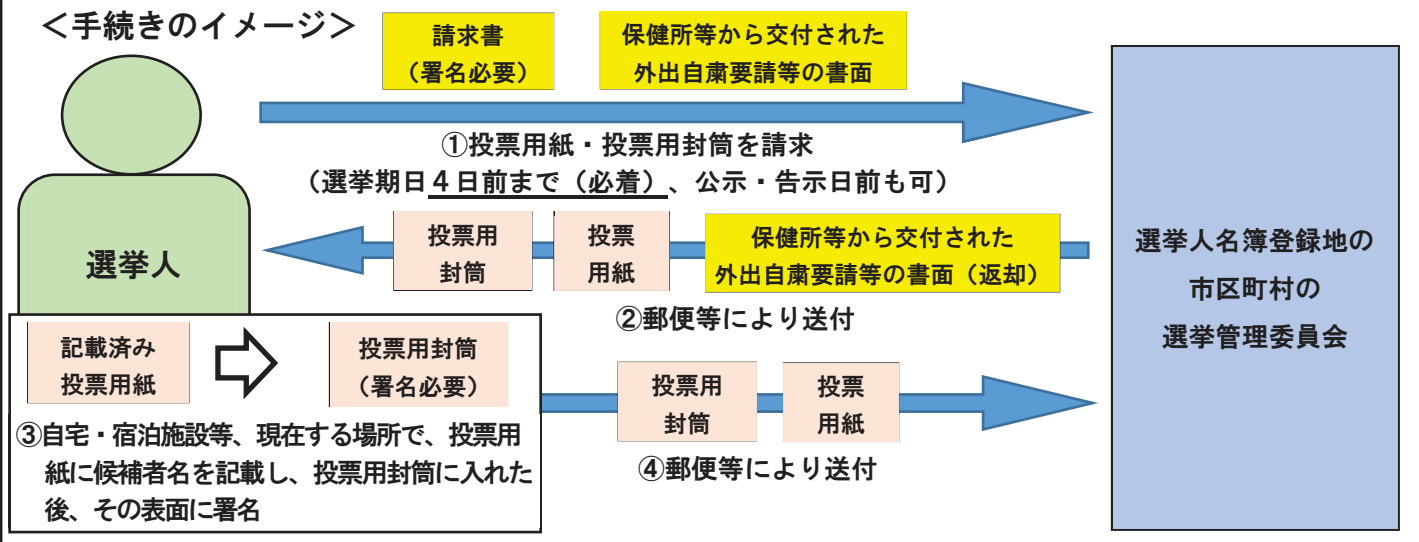 ＜手続きのイメージ＞
請求書
（署名必要）
保健所等から交付された
外出自粛要請等の書面
①投票用紙・投票用封筒を請求
（選挙期日４日前まで（必着）、公示・告示日前も可）
選挙人
投票用
封筒
投票
用紙
保健所等から交付された
外出自粛要請等の書面（返却）
②郵便等により送付
選挙人名簿登録地の
市区町村の
選挙管理委員会
記載済み
投票用紙
投票用封筒
（署名必要）
③自宅・宿泊施設等、現在する場所で、投票用
紙に候補者名を記載し、投票用封筒に入れた
後、その表面に署名
投票用
封筒
投票
用紙
④郵便等により送付